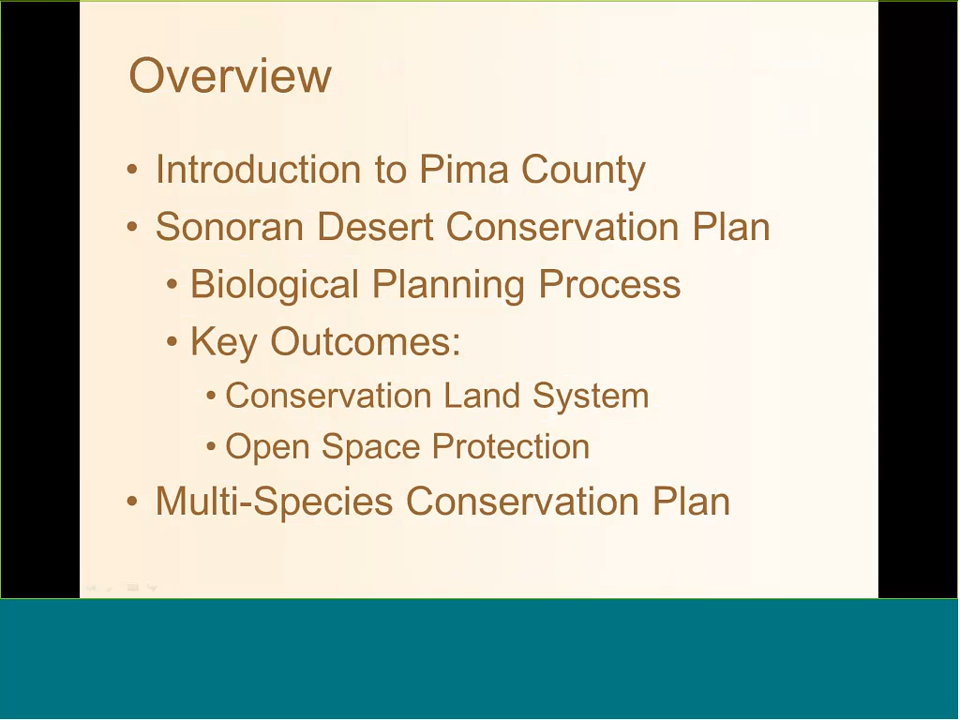 Overview
• Introduction to Pima County
• Sonoran Desert Conservation Plan
• Biological Planning Process
• Key Outcomes:
• Conservation Land System
• Open Space Protection
• Multi-Species Conservation Plan